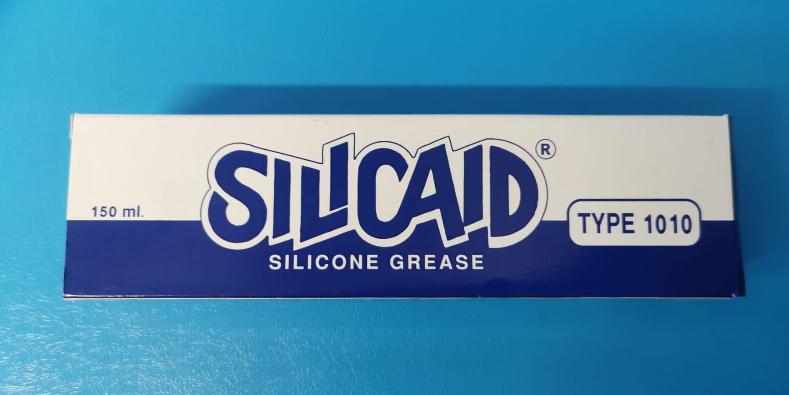 SILICAID®
150 ml.
TYPE 1010
SILICONE GREASE